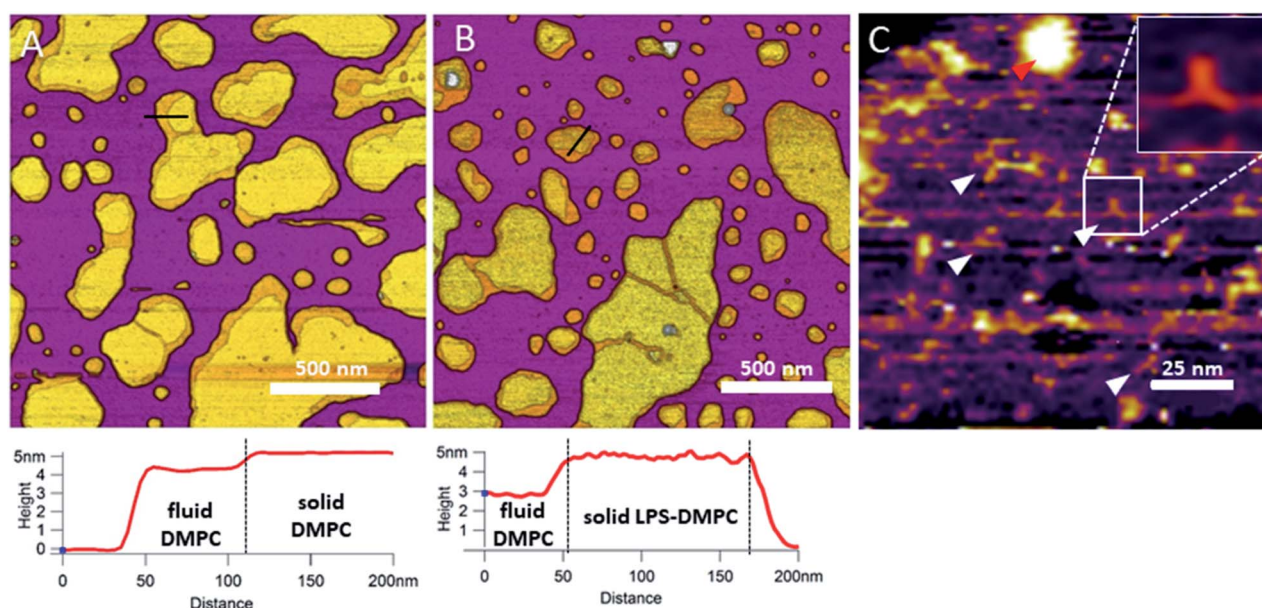 A
B
C
500 nm
500 nm
25 nm
5nm
4
3
2
1
0
Height
fluid
DMPC
solid
DMPC
0
50
100
150
200nm
Distance
5nm
4
3
2
1
Height
fluid
DMPC
solid LPS-DMPC
0
50
100
150
200nm
Distance